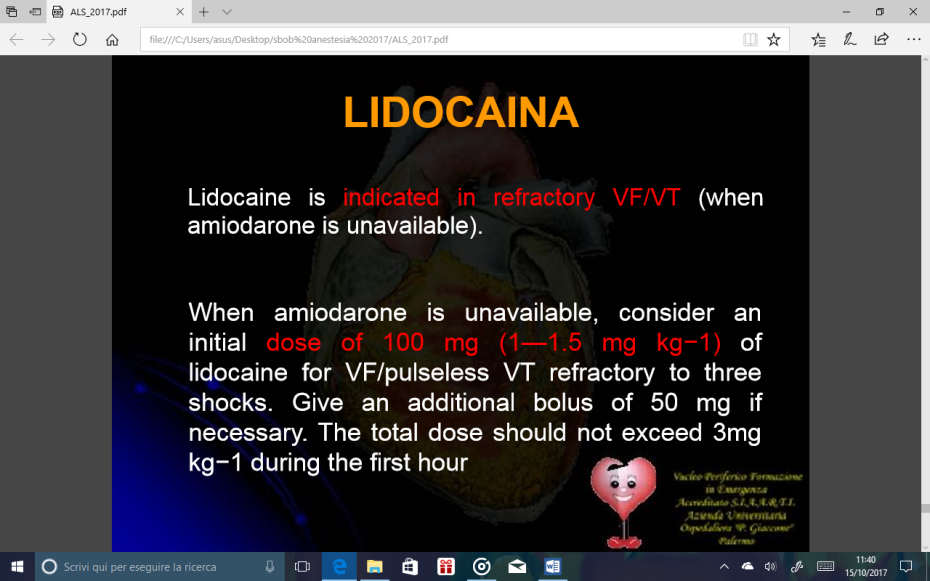 ALS_2017.pdf
file:///C:/Users/asus/Desktop/sbob%20anestesia%202017/ALS_2017.pdf
LIDOCAINA
Lidocaine is indicated in refractory VF/VT (when
amiodarone is unavailable).
When amiodarone is unavailable, consider an
initial dose of 100 mg (1—1.5 mg kg−1) of
lidocaine for VF/pulseless VT refractory to three
shocks. Give an additional bolus of 50 mg if
necessary. The total dose should not exceed 3mg
kg−1 during the first hour
Nucleo Periferico Formazione
in Emergenza
Accreditato S.I.A.A.R.T.I.
Azienda Universitaria
Ospedaliera "P. Giaccone"
Palermo
Scrivi qui per eseguire la ricerca
11:40
15/10/2017